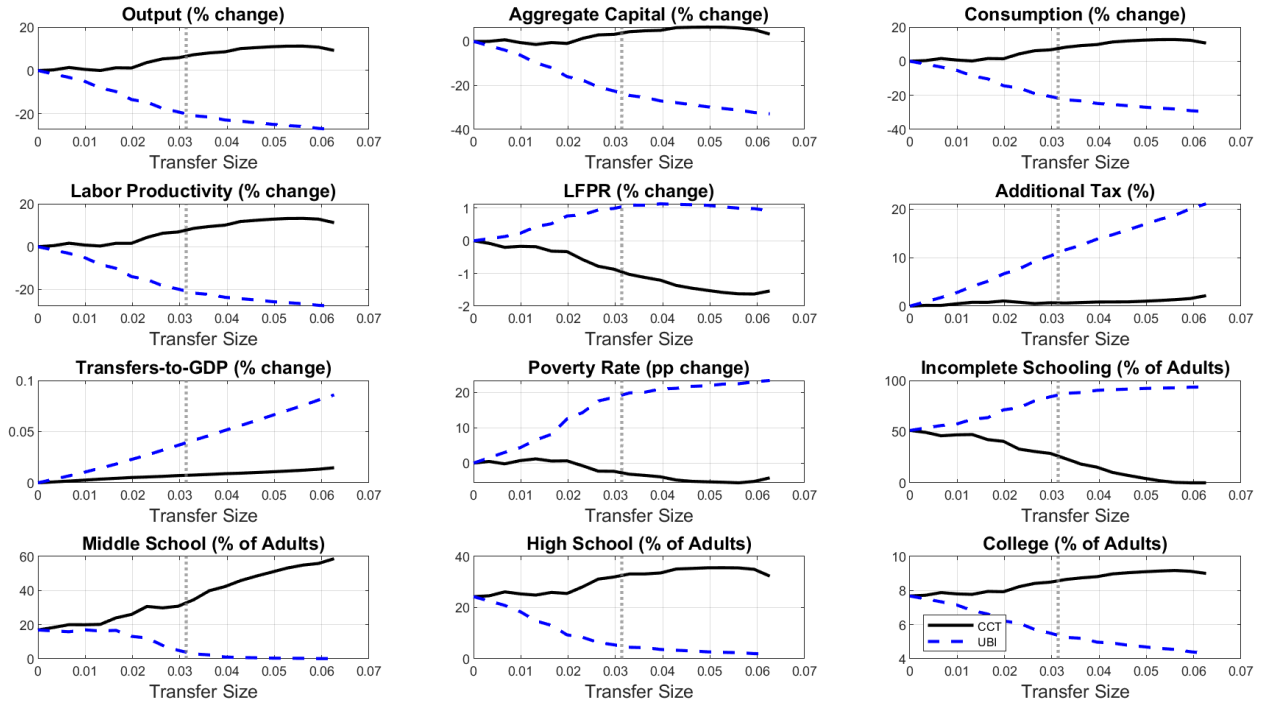 Output (% change)
20
0
-20
0 0.01 0.02 0.03 0.04 0.05 0.06 0.07
Transfer Size
Aggregate Capital (% change)
0
-20
-40
0 0.01 0.02 0.03 0.04 0.05 0.06 0.07
Transfer Size
Consumption (% change)
20
0
-20
-40
0 0.01 0.02 0.03 0.04 0.05 0.06 0.07
Transfer Size
Labor Productivity (% change)
20
0
-20
0 0.01 0.02 0.03 0.04 0.05 0.06 0.07
Transfer Size
LFPR (% change)
1
0
-1
-2
0 0.01 0.02 0.03 0.04 0.05 0.06 0.07
Transfer Size
Additional Tax (%)
20
10
0
0 0.01 0.02 0.03 0.04 0.05 0.06 0.07
Transfer Size
Transfers-to-GDP (% change)
0.1
0.05
0
0 0.01 0.02 0.03 0.04 0.05 0.06 0.07
Transfer Size
Poverty Rate (pp change)
20
10
0
0 0.01 0.02 0.03 0.04 0.05 0.06 0.07
Transfer Size
Incomplete Schooling (% of Adults)
100
50
0
0 0.01 0.02 0.03 0.04 0.05 0.06 0.07
Transfer Size
Middle School (% of Adults)
60
40
20
0
0 0.01 0.02 0.03 0.04 0.05 0.06 0.07
Transfer Size
High School (% of Adults)
40
20
0
0 0.01 0.02 0.03 0.04 0.05 0.06 0.07
Transfer Size
College (% of Adults)
10
8
6
4
CCT
UBI
0 0.01 0.02 0.03 0.04 0.05 0.06 0.07
Transfer Size